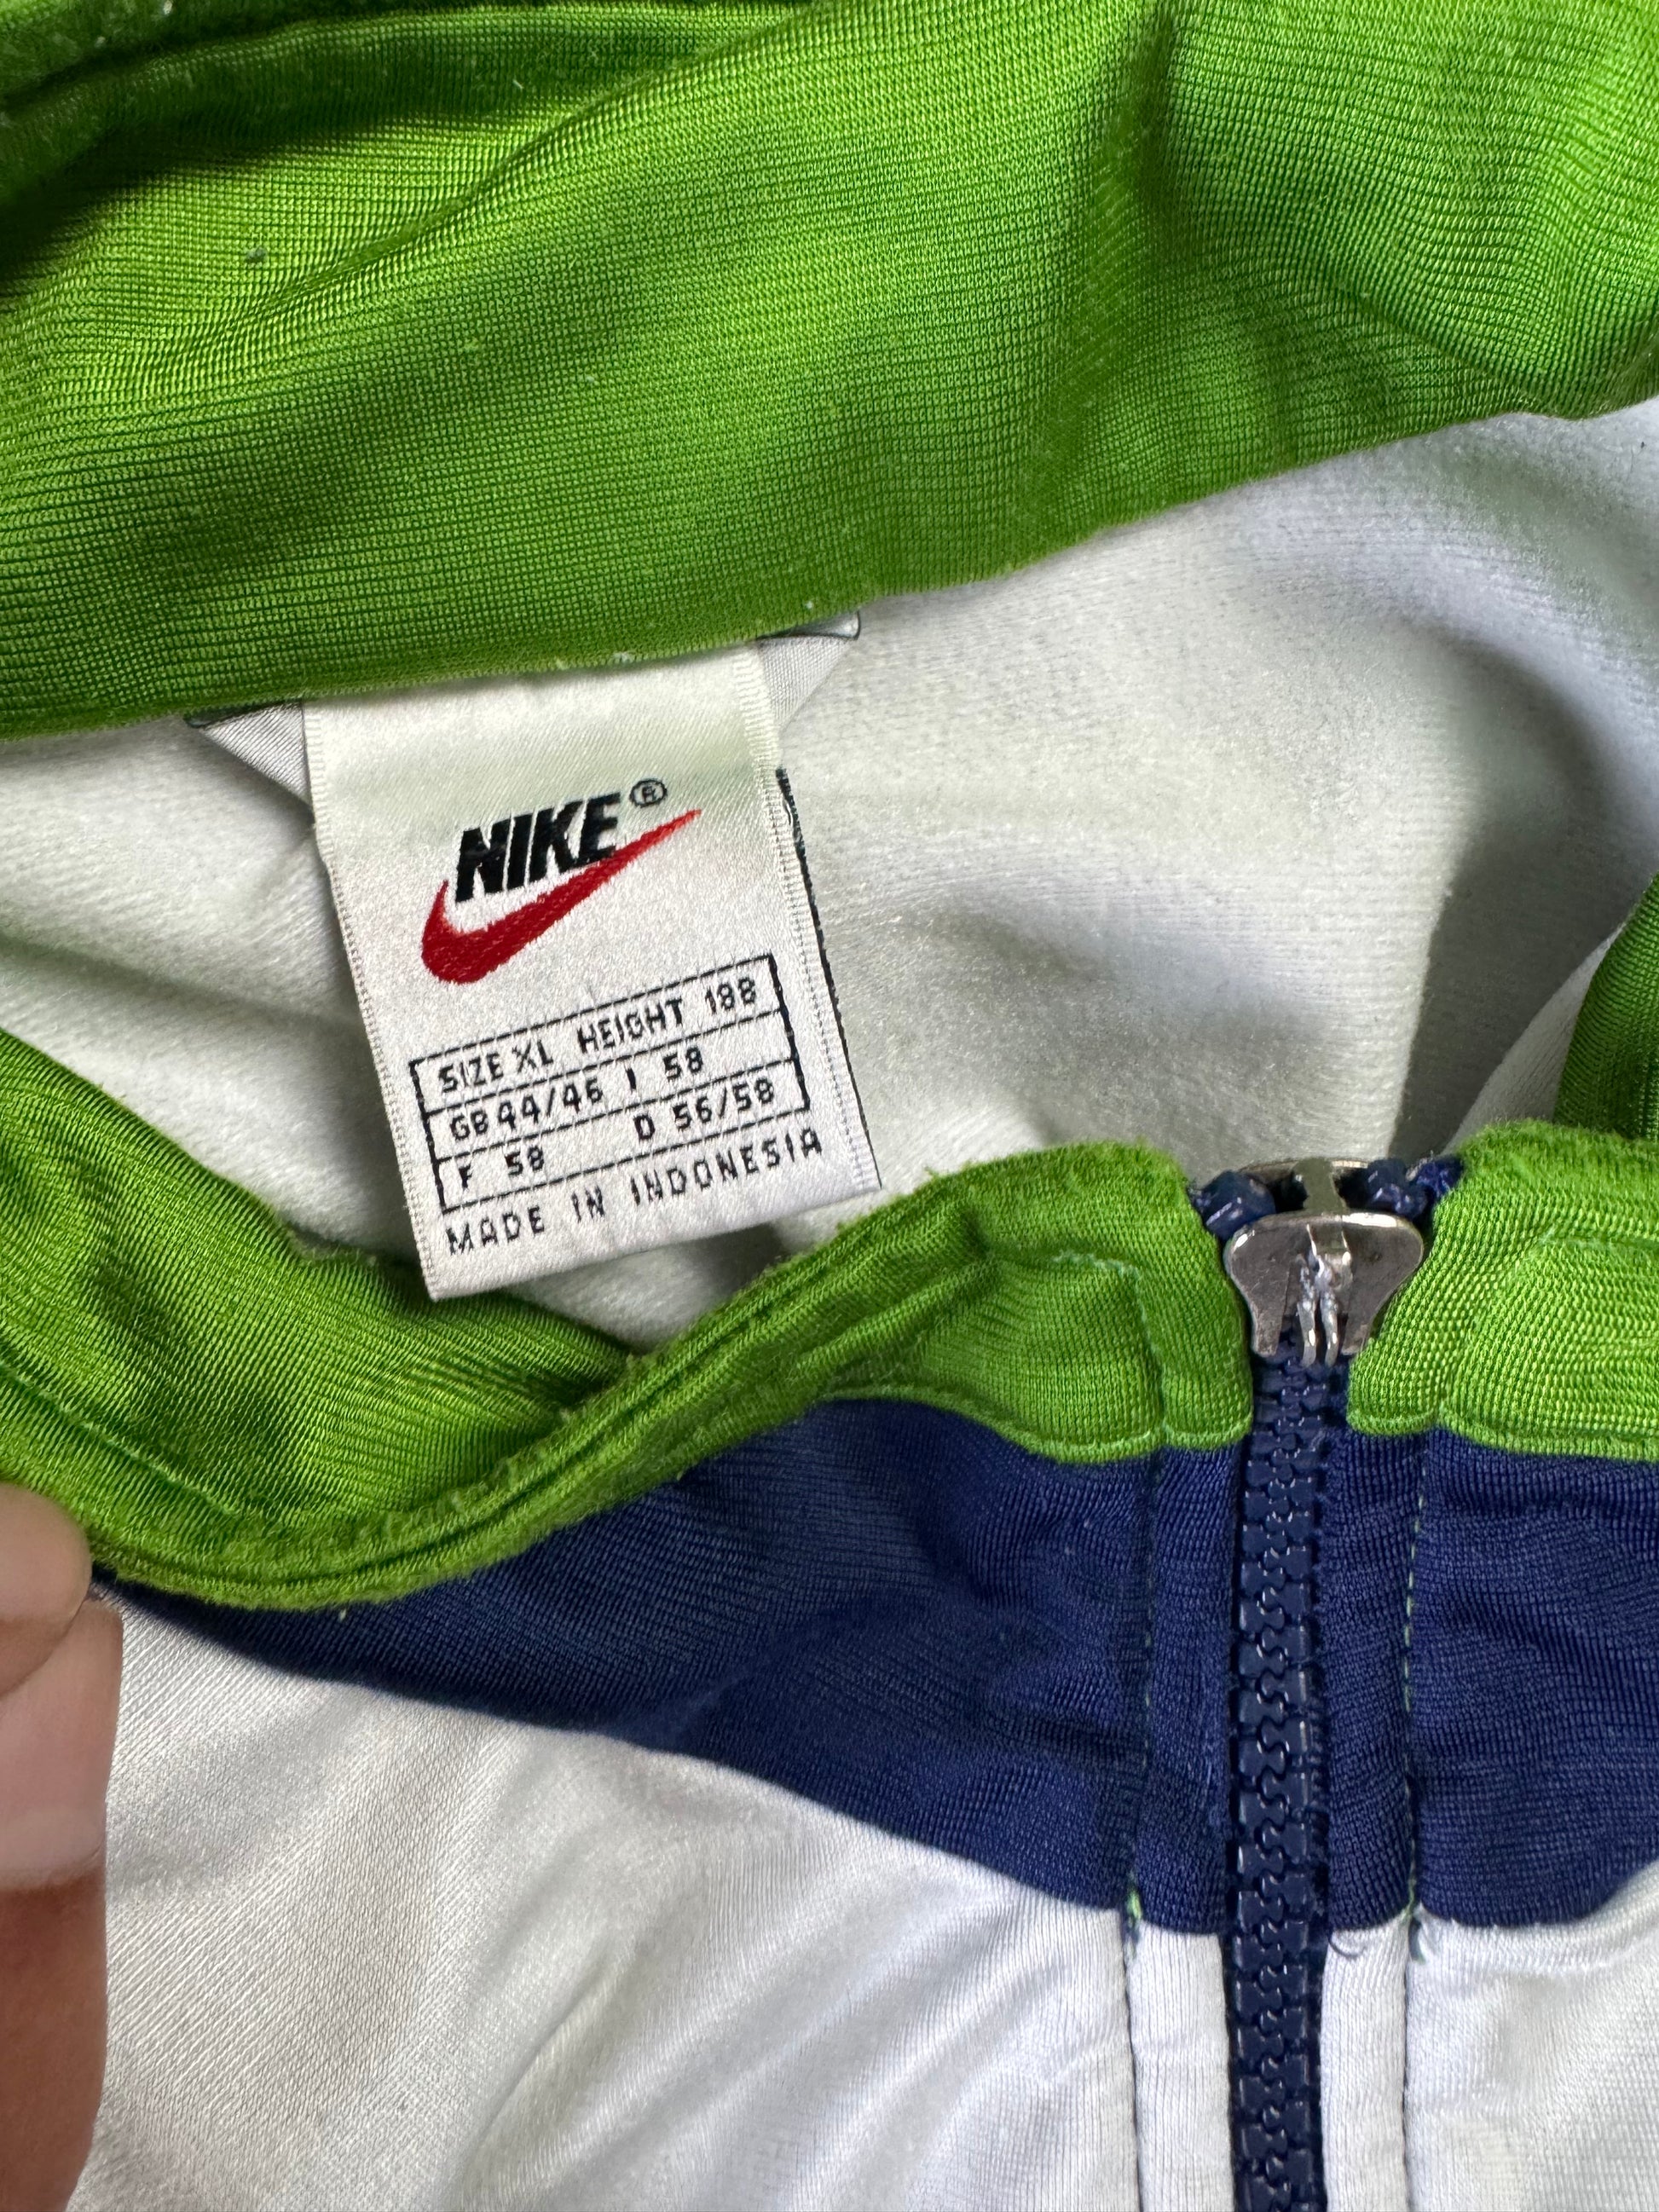 NIKE®
SIZE XL HEIGHT 188
GB 44/46 I 58
F 58 D 56/58
MADE IN INDONESIA